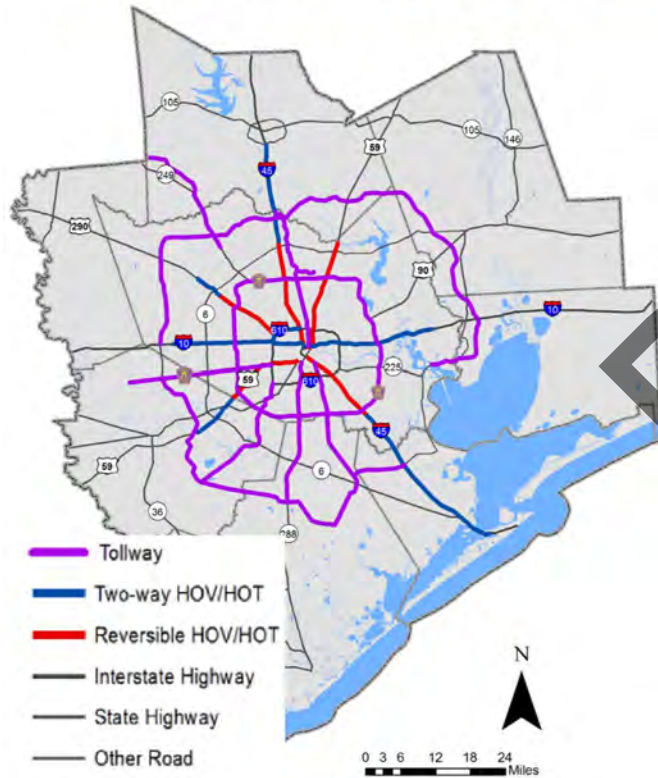 105
105
146
59
45
249
290
90
6
10
610
10
59
225
610
45
59
6
36
288
Tollway
Two-way HOV/HOT
Reversible HOV/HOT
Interstate Highway
State Highway
Other Road
N
0 3 6 12 18 24
Miles